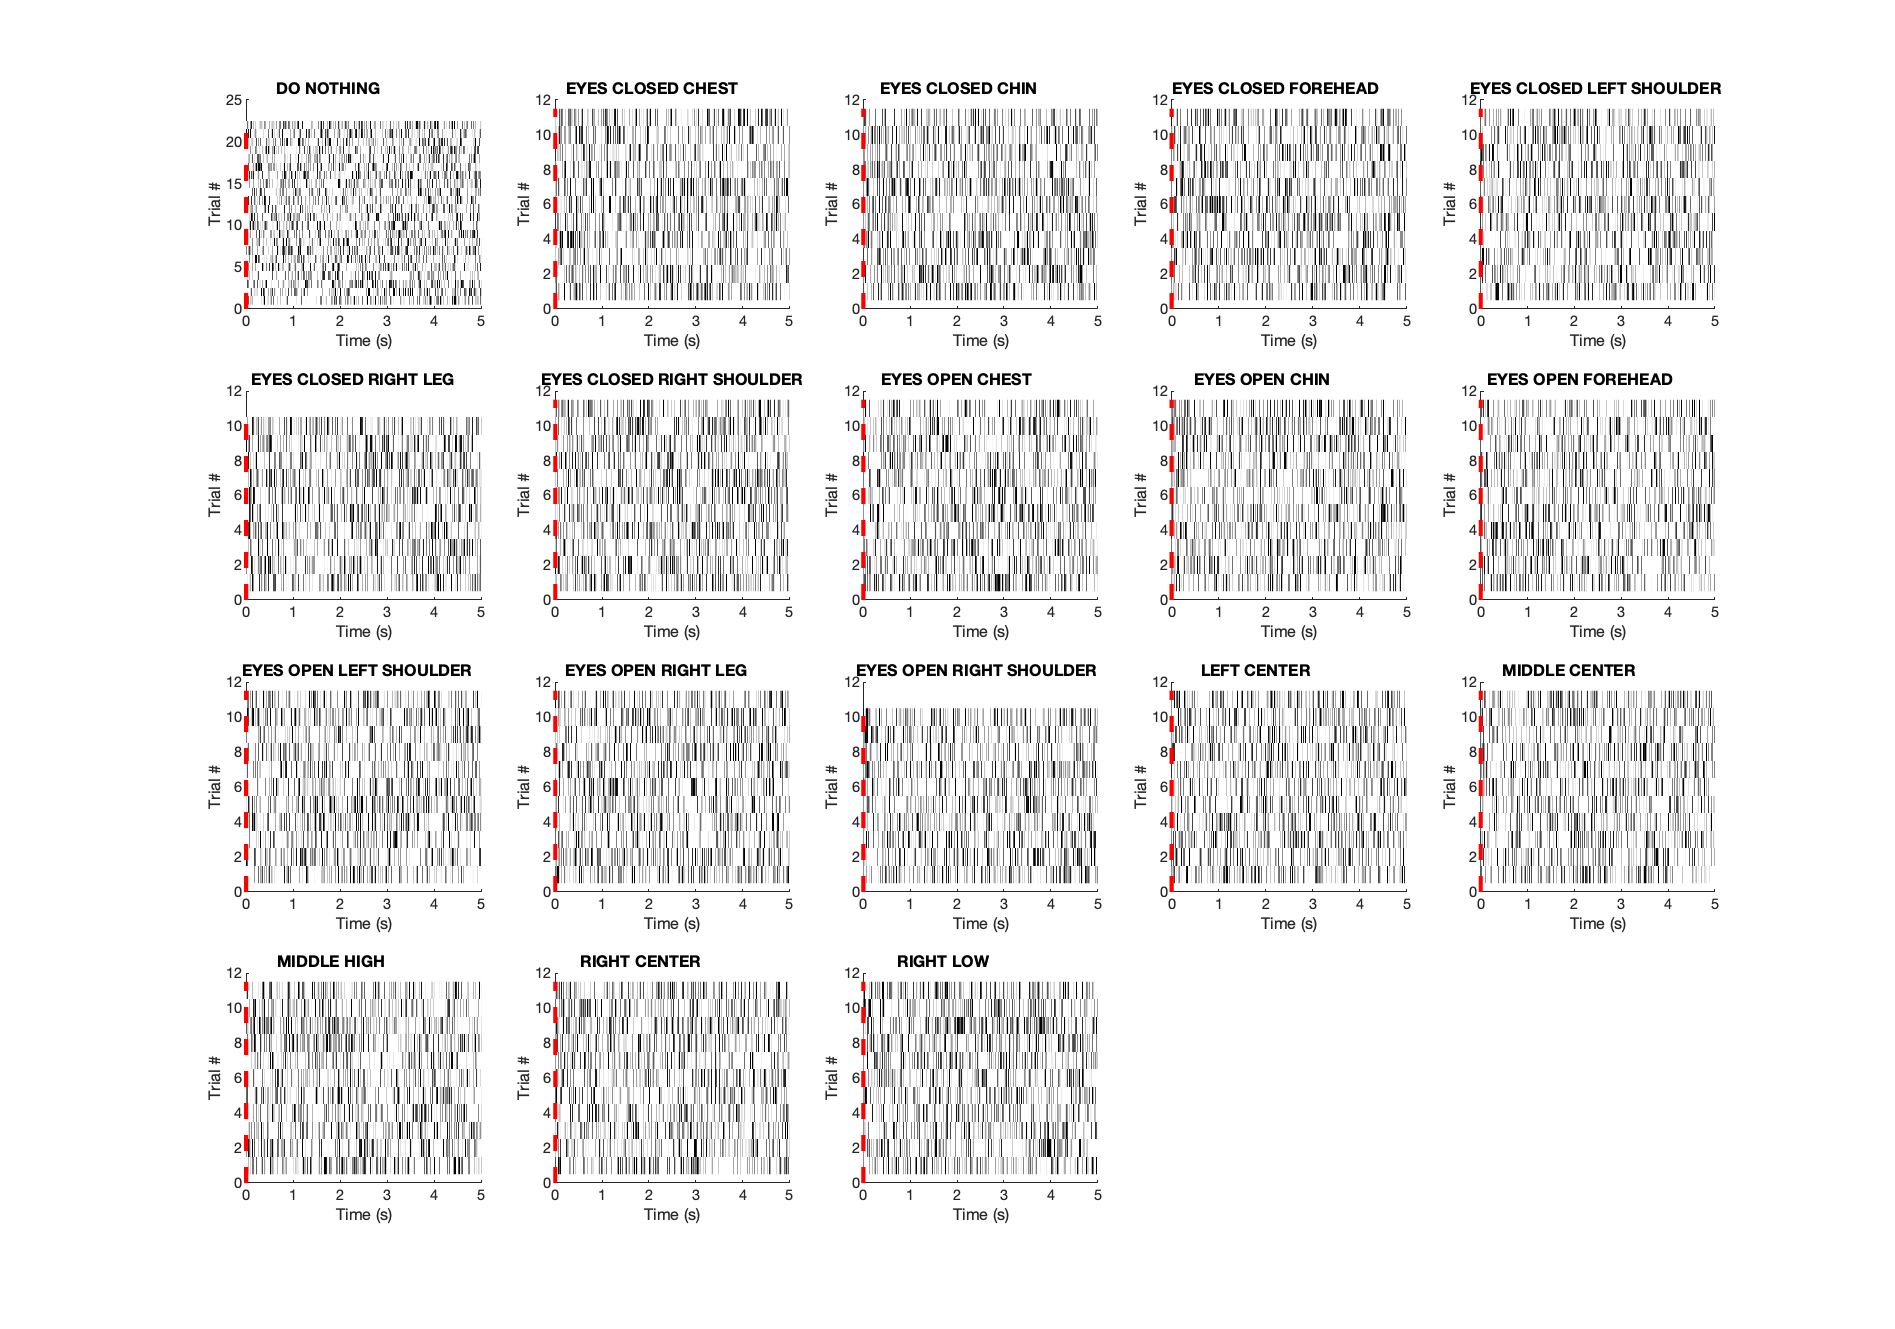 DO NOTHING
25
20
15
10
5
0
Trial #
0 1 2 3 4 5
Time (s)
EYES CLOSED CHEST
12
10
8
6
4
2
0
Trial #
0 1 2 3 4 5
Time (s)
EYES CLOSED CHIN
12
10
8
6
4
2
0
Trial #
0 1 2 3 4 5
Time (s)
EYES CLOSED FOREHEAD
12
10
8
6
4
2
0
Trial #
0 1 2 3 4 5
Time (s)
EYES CLOSED LEFT SHOULDER
12
10
8
6
4
2
0
Trial #
0 1 2 3 4 5
Time (s)
EYES CLOSED RIGHT LEG
12
10
8
6
4
2
0
Trial #
0 1 2 3 4 5
Time (s)
EYES CLOSED RIGHT SHOULDER
12
10
8
6
4
2
0
Trial #
0 1 2 3 4 5
Time (s)
EYES OPEN CHEST
12
10
8
6
4
2
0
Trial #
0 1 2 3 4 5
Time (s)
EYES OPEN CHIN
12
10
8
6
4
2
0
Trial #
0 1 2 3 4 5
Time (s)
EYES OPEN FOREHEAD
12
10
8
6
4
2
0
Trial #
0 1 2 3 4 5
Time (s)
EYES OPEN LEFT SHOULDER
12
10
8
6
4
2
0
Trial #
0 1 2 3 4 5
Time (s)
EYES OPEN RIGHT LEG
12
10
8
6
4
2
0
Trial #
0 1 2 3 4 5
Time (s)
EYES OPEN RIGHT SHOULDER
12
10
8
6
4
2
0
Trial #
0 1 2 3 4 5
Time (s)
LEFT CENTER
12
10
8
6
4
2
0
Trial #
0 1 2 3 4 5
Time (s)
MIDDLE CENTER
12
10
8
6
4
2
0
Trial #
0 1 2 3 4 5
Time (s)
MIDDLE HIGH
12
10
8
6
4
2
0
Trial #
0 1 2 3 4 5
Time (s)
RIGHT CENTER
12
10
8
6
4
2
0
Trial #
0 1 2 3 4 5
Time (s)
RIGHT LOW
12
10
8
6
4
2
0
Trial #
0 1 2 3 4 5
Time (s)